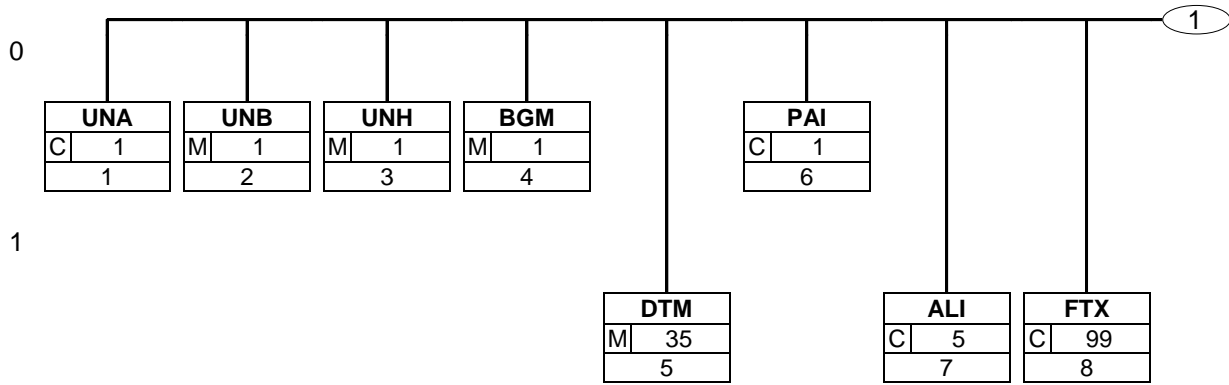 1
0
UNA UNB UNH BGM PAI
C 1 M 1 M 1 M 1 C 1
1 2 3 4 6
1
DTM ALI FTX
M 35 C 5 C 99
5 7 8